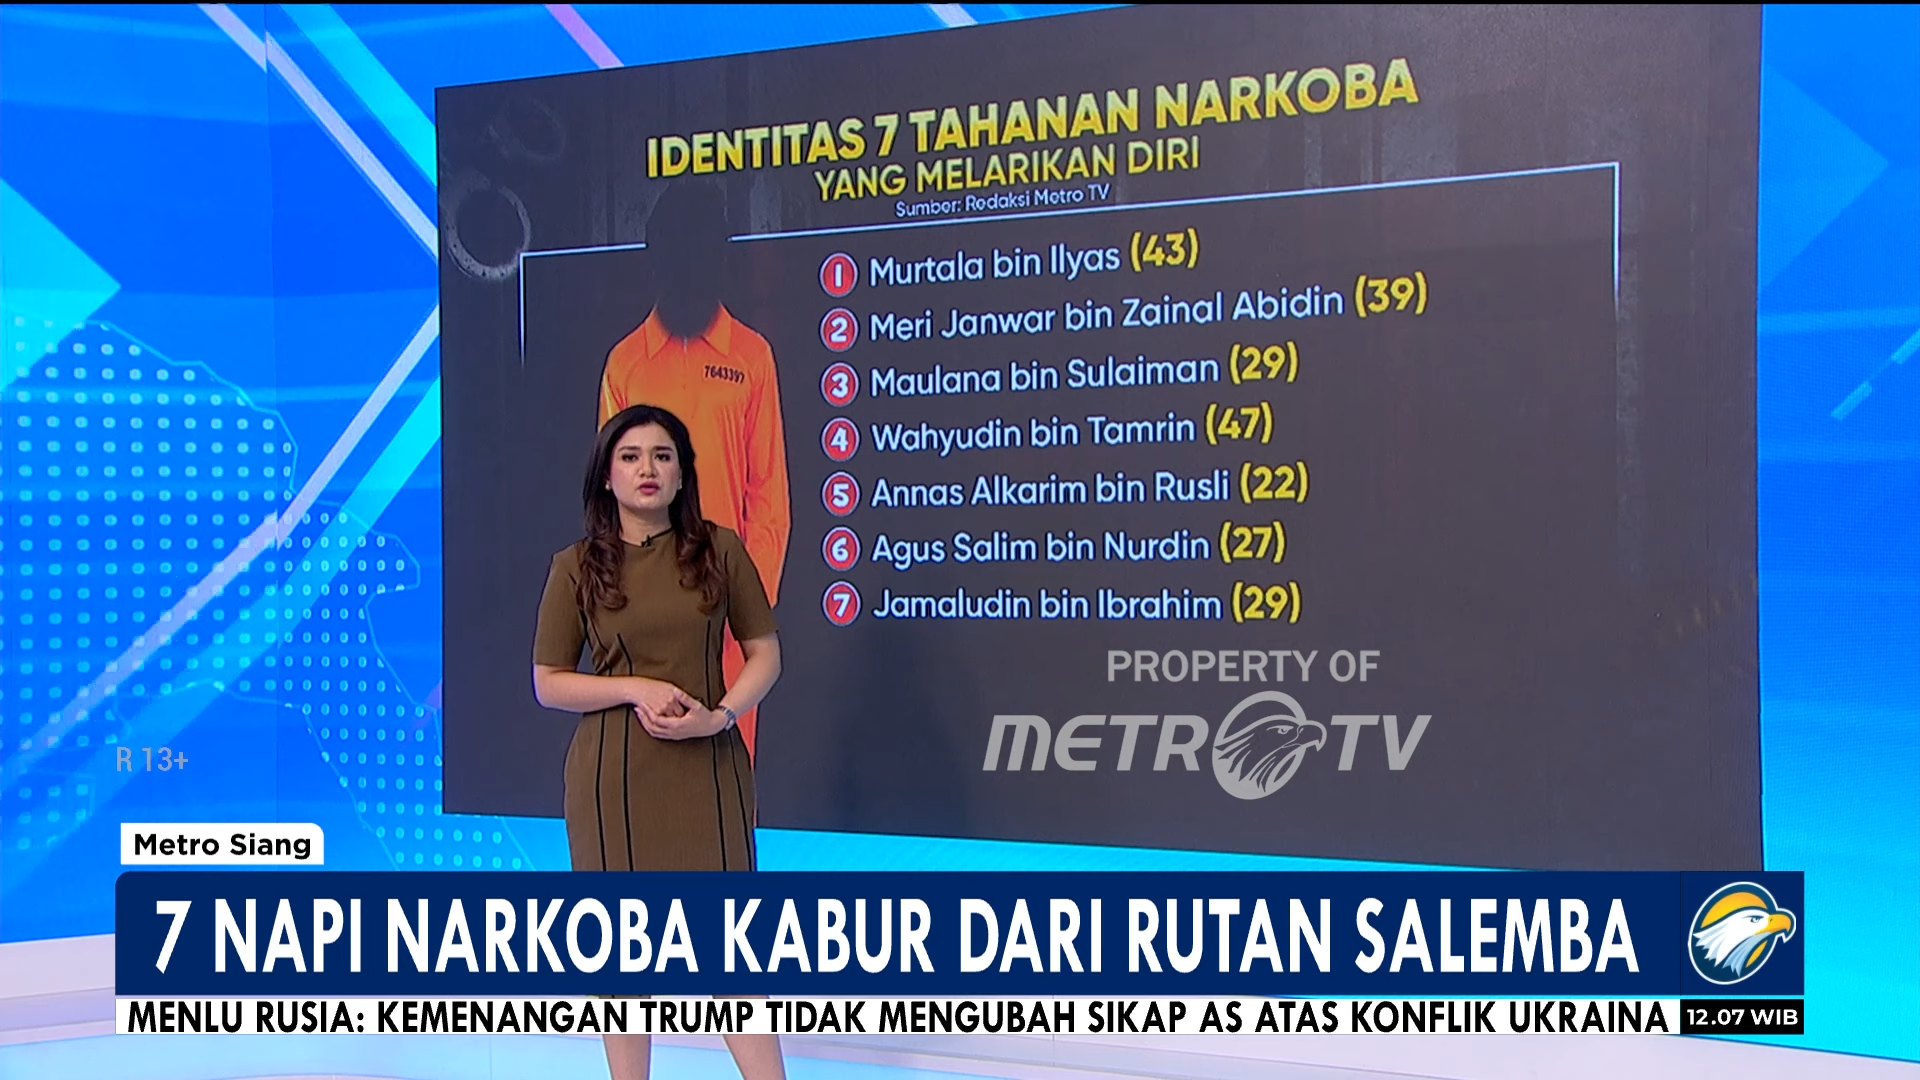 IDENTITAS 7 TAHANAN NARKOBA
YANG MELARIKAN DIRI
Sumber: Redaksi Metro TV
1 Murtala bin Ilyas (43)
2 Meri Janwar bin Zainal Abidin (39)
3 Maulana bin Sulaiman (29)
4 Wahyudin bin Tamrin (47)
5 Annas Alkarim bin Rusli (22)
6 Agus Salim bin Nurdin (27)
7 Jamaludin bin Ibrahim (29)
7643397
PROPERTY OF
METRO TV
R 13+
Metro Siang
7 NAPI NARKOBA KABUR DARI RUTAN SALEMBA
MENLU RUSIA: KEMENANGAN TRUMP TIDAK MENGUBAH SIKAP AS ATAS KONFLIK UKRAINA
12.07 WIB